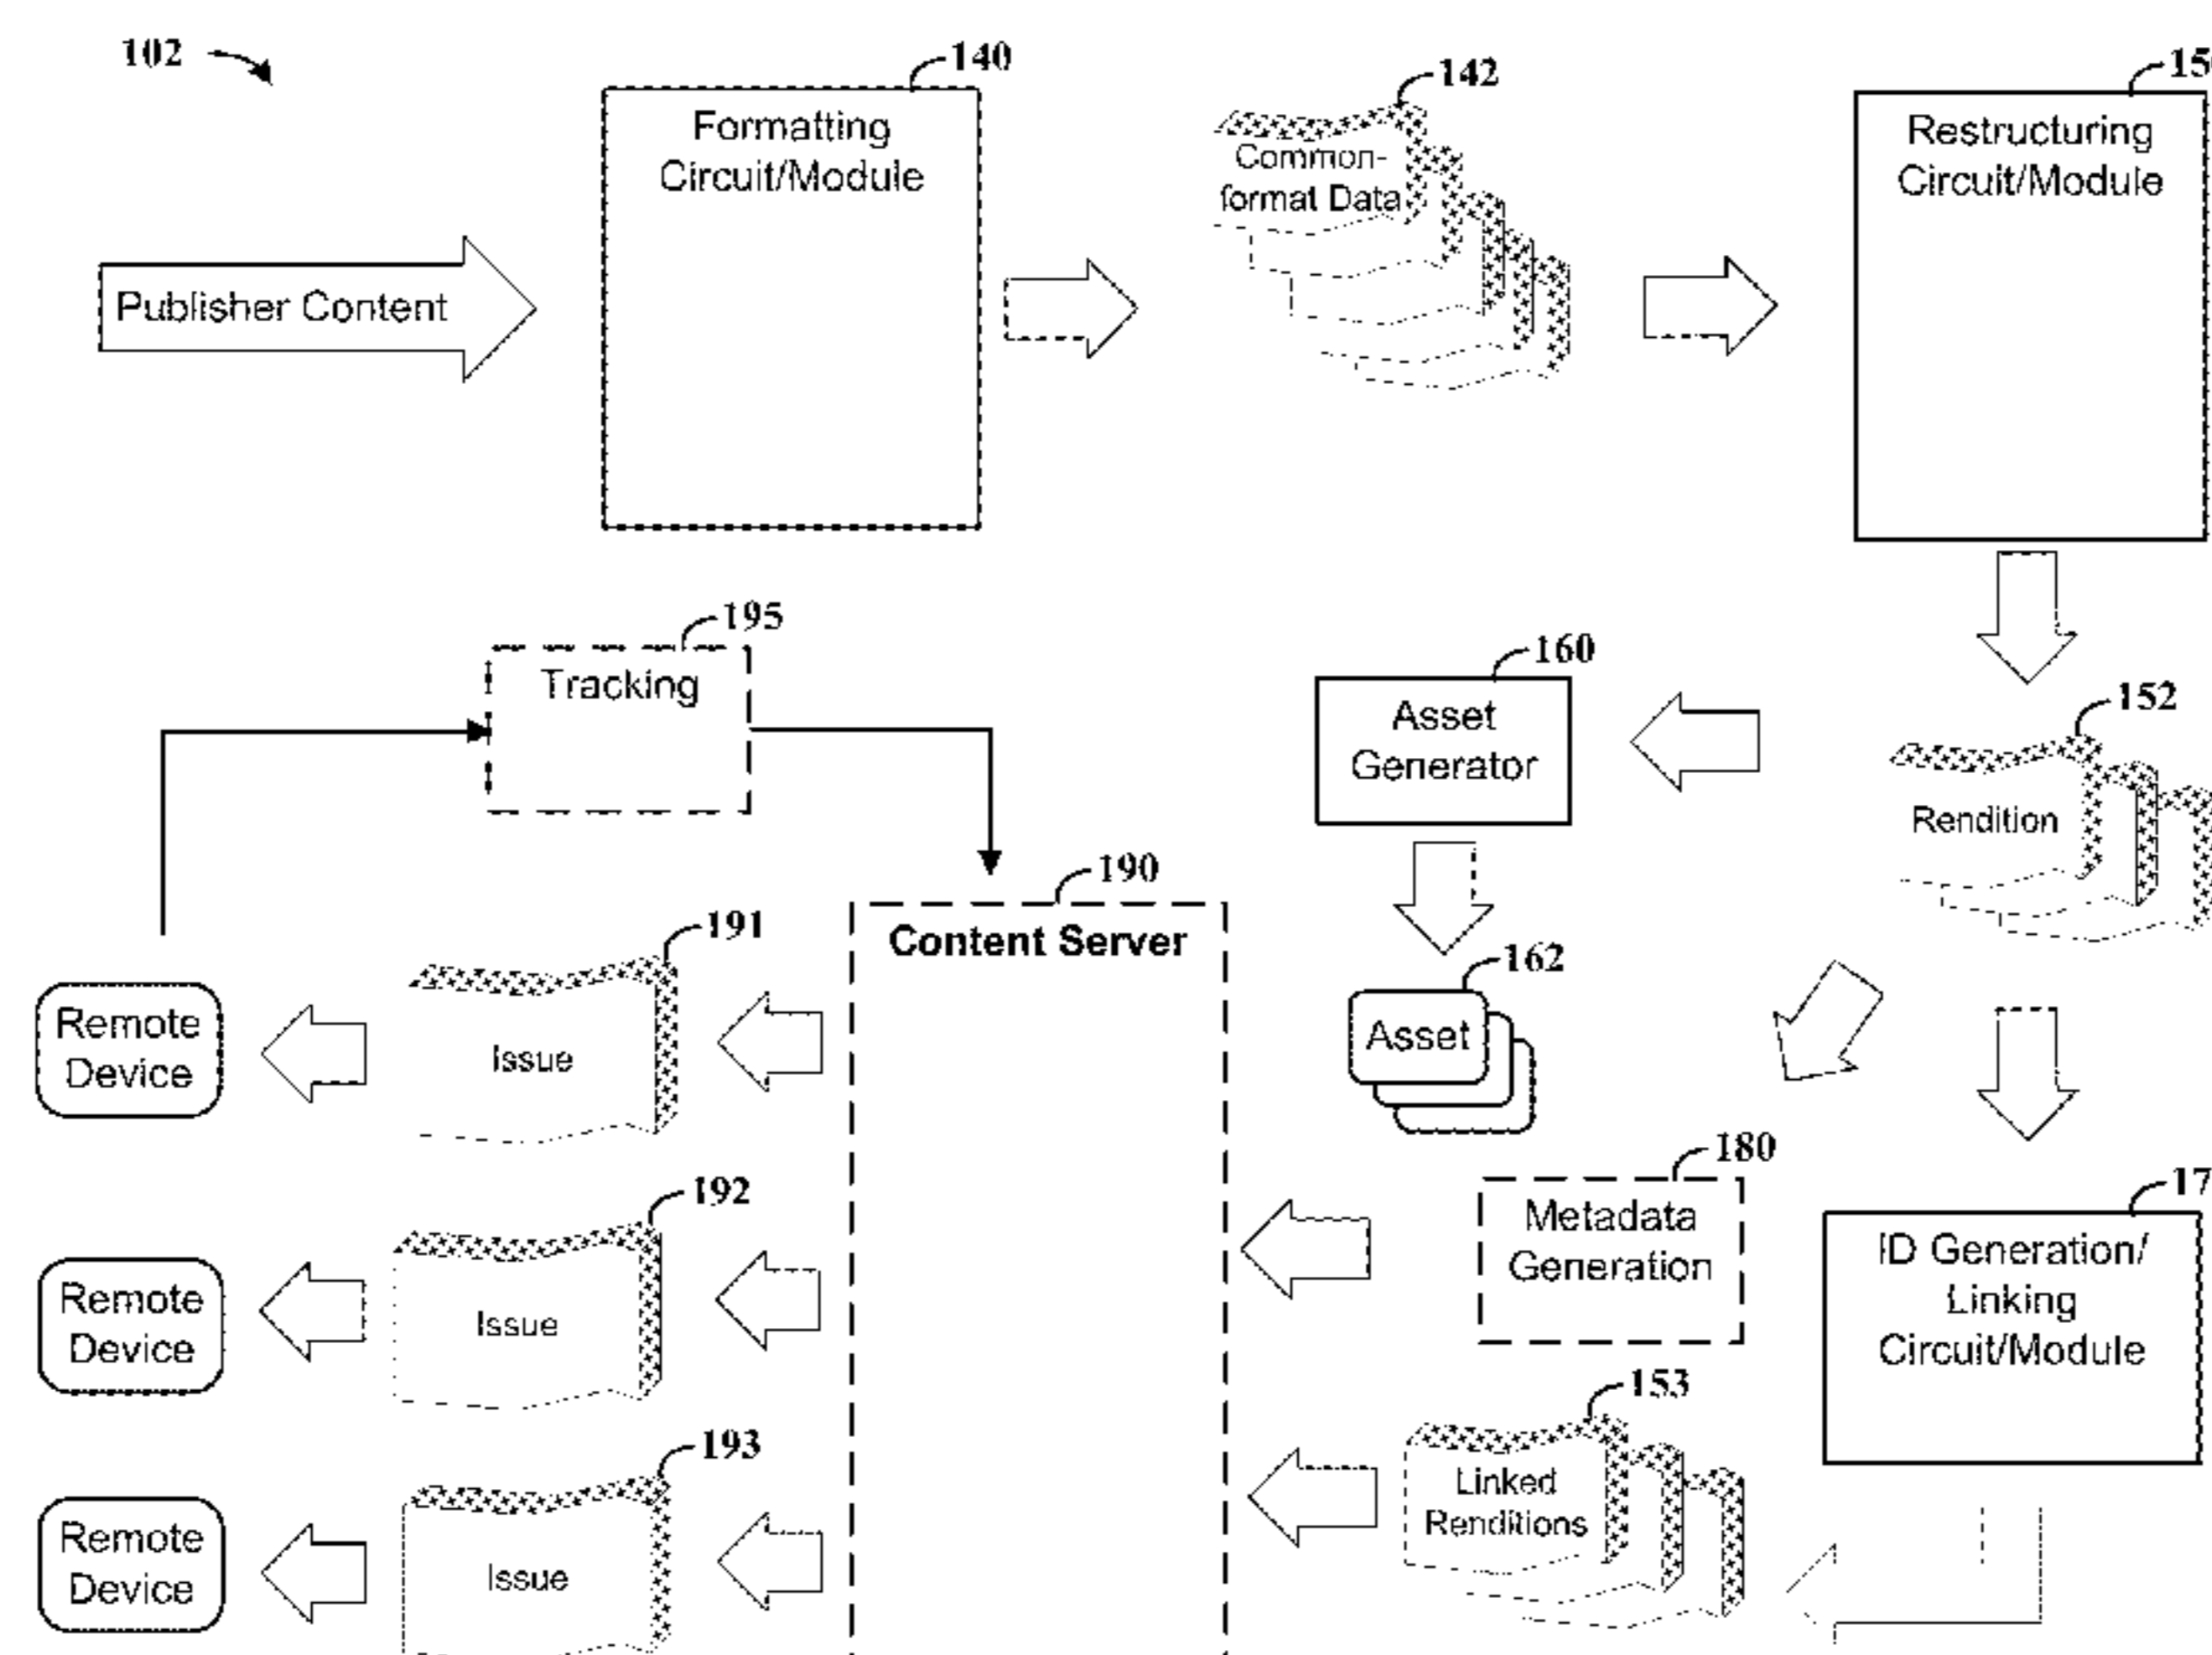 102
140
142
15
Formatting
Circuit/Module
Common-
format Data
Restructuring
Circuit/Module
Publisher Content
195
Tracking
160
Asset
Generator
152
Rendition
190
Content Server
191
Issue
Remote
Device
162
Asset
180
Metadata
Generation
17
ID Generation/
Linking
Circuit/Module
192
Issue
Remote
Device
153
Linked
Renditions
193
Issue
Remote
Device